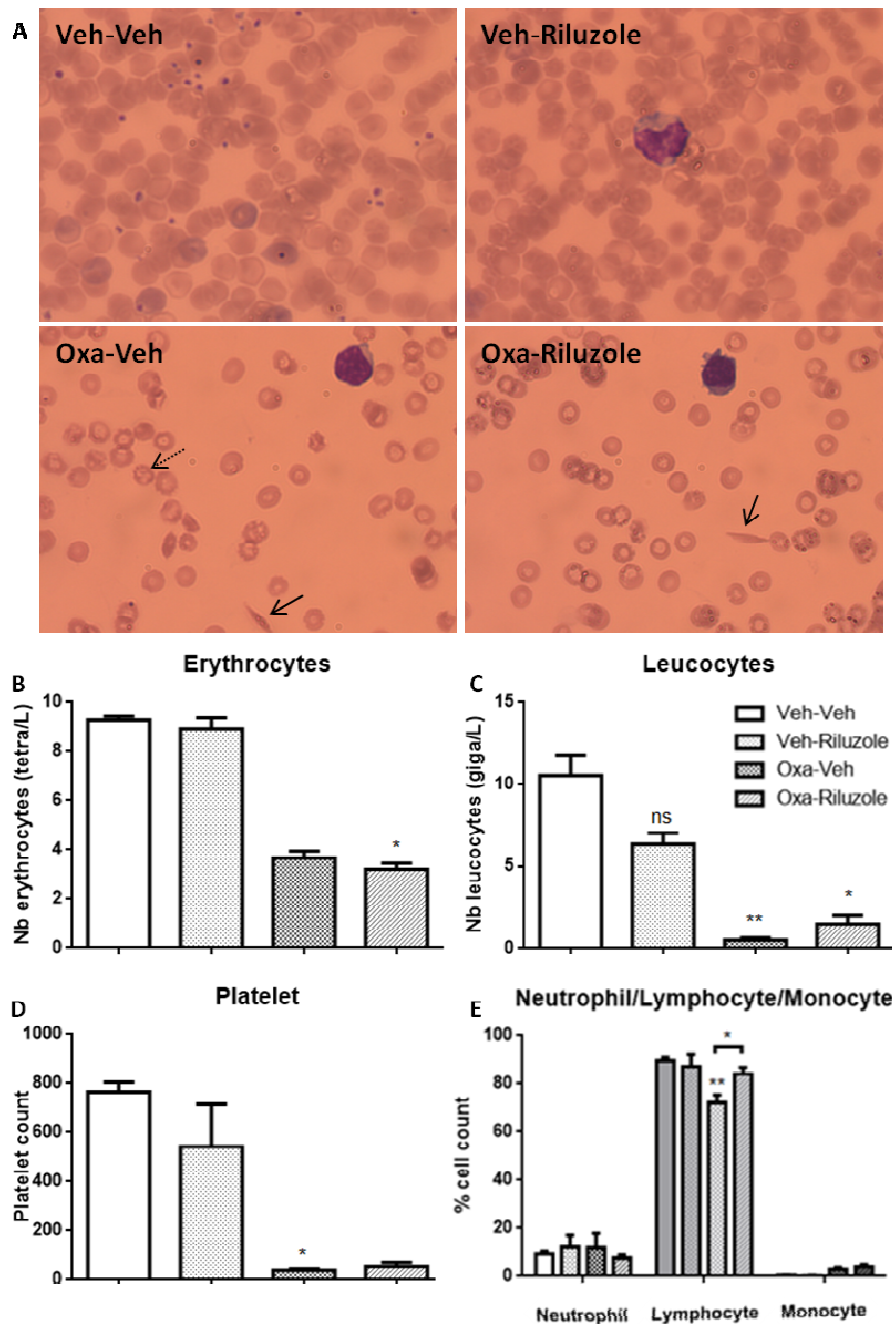 A
Veh-Veh
Veh-Riluzole
Oxa-Veh
Oxa-Riluzole
B
Erythrocytes
Nb erythrocytes (tetra/L)
10
8
6
4
2
0
*
C
Leucocytes
Nb leucocytes (giga/L)
15
10
5
0
ns
**
*
Veh-Veh
Veh-Riluzole
Oxa-Veh
Oxa-Riluzole
D
Platelet
Platelet count
1000
800
600
400
200
0
*
E
Neutrophil/Lymphocyte/Monocyte
% cell count
100
80
60
40
20
0
*
**
Neutrophil Lymphocyte Monocyte